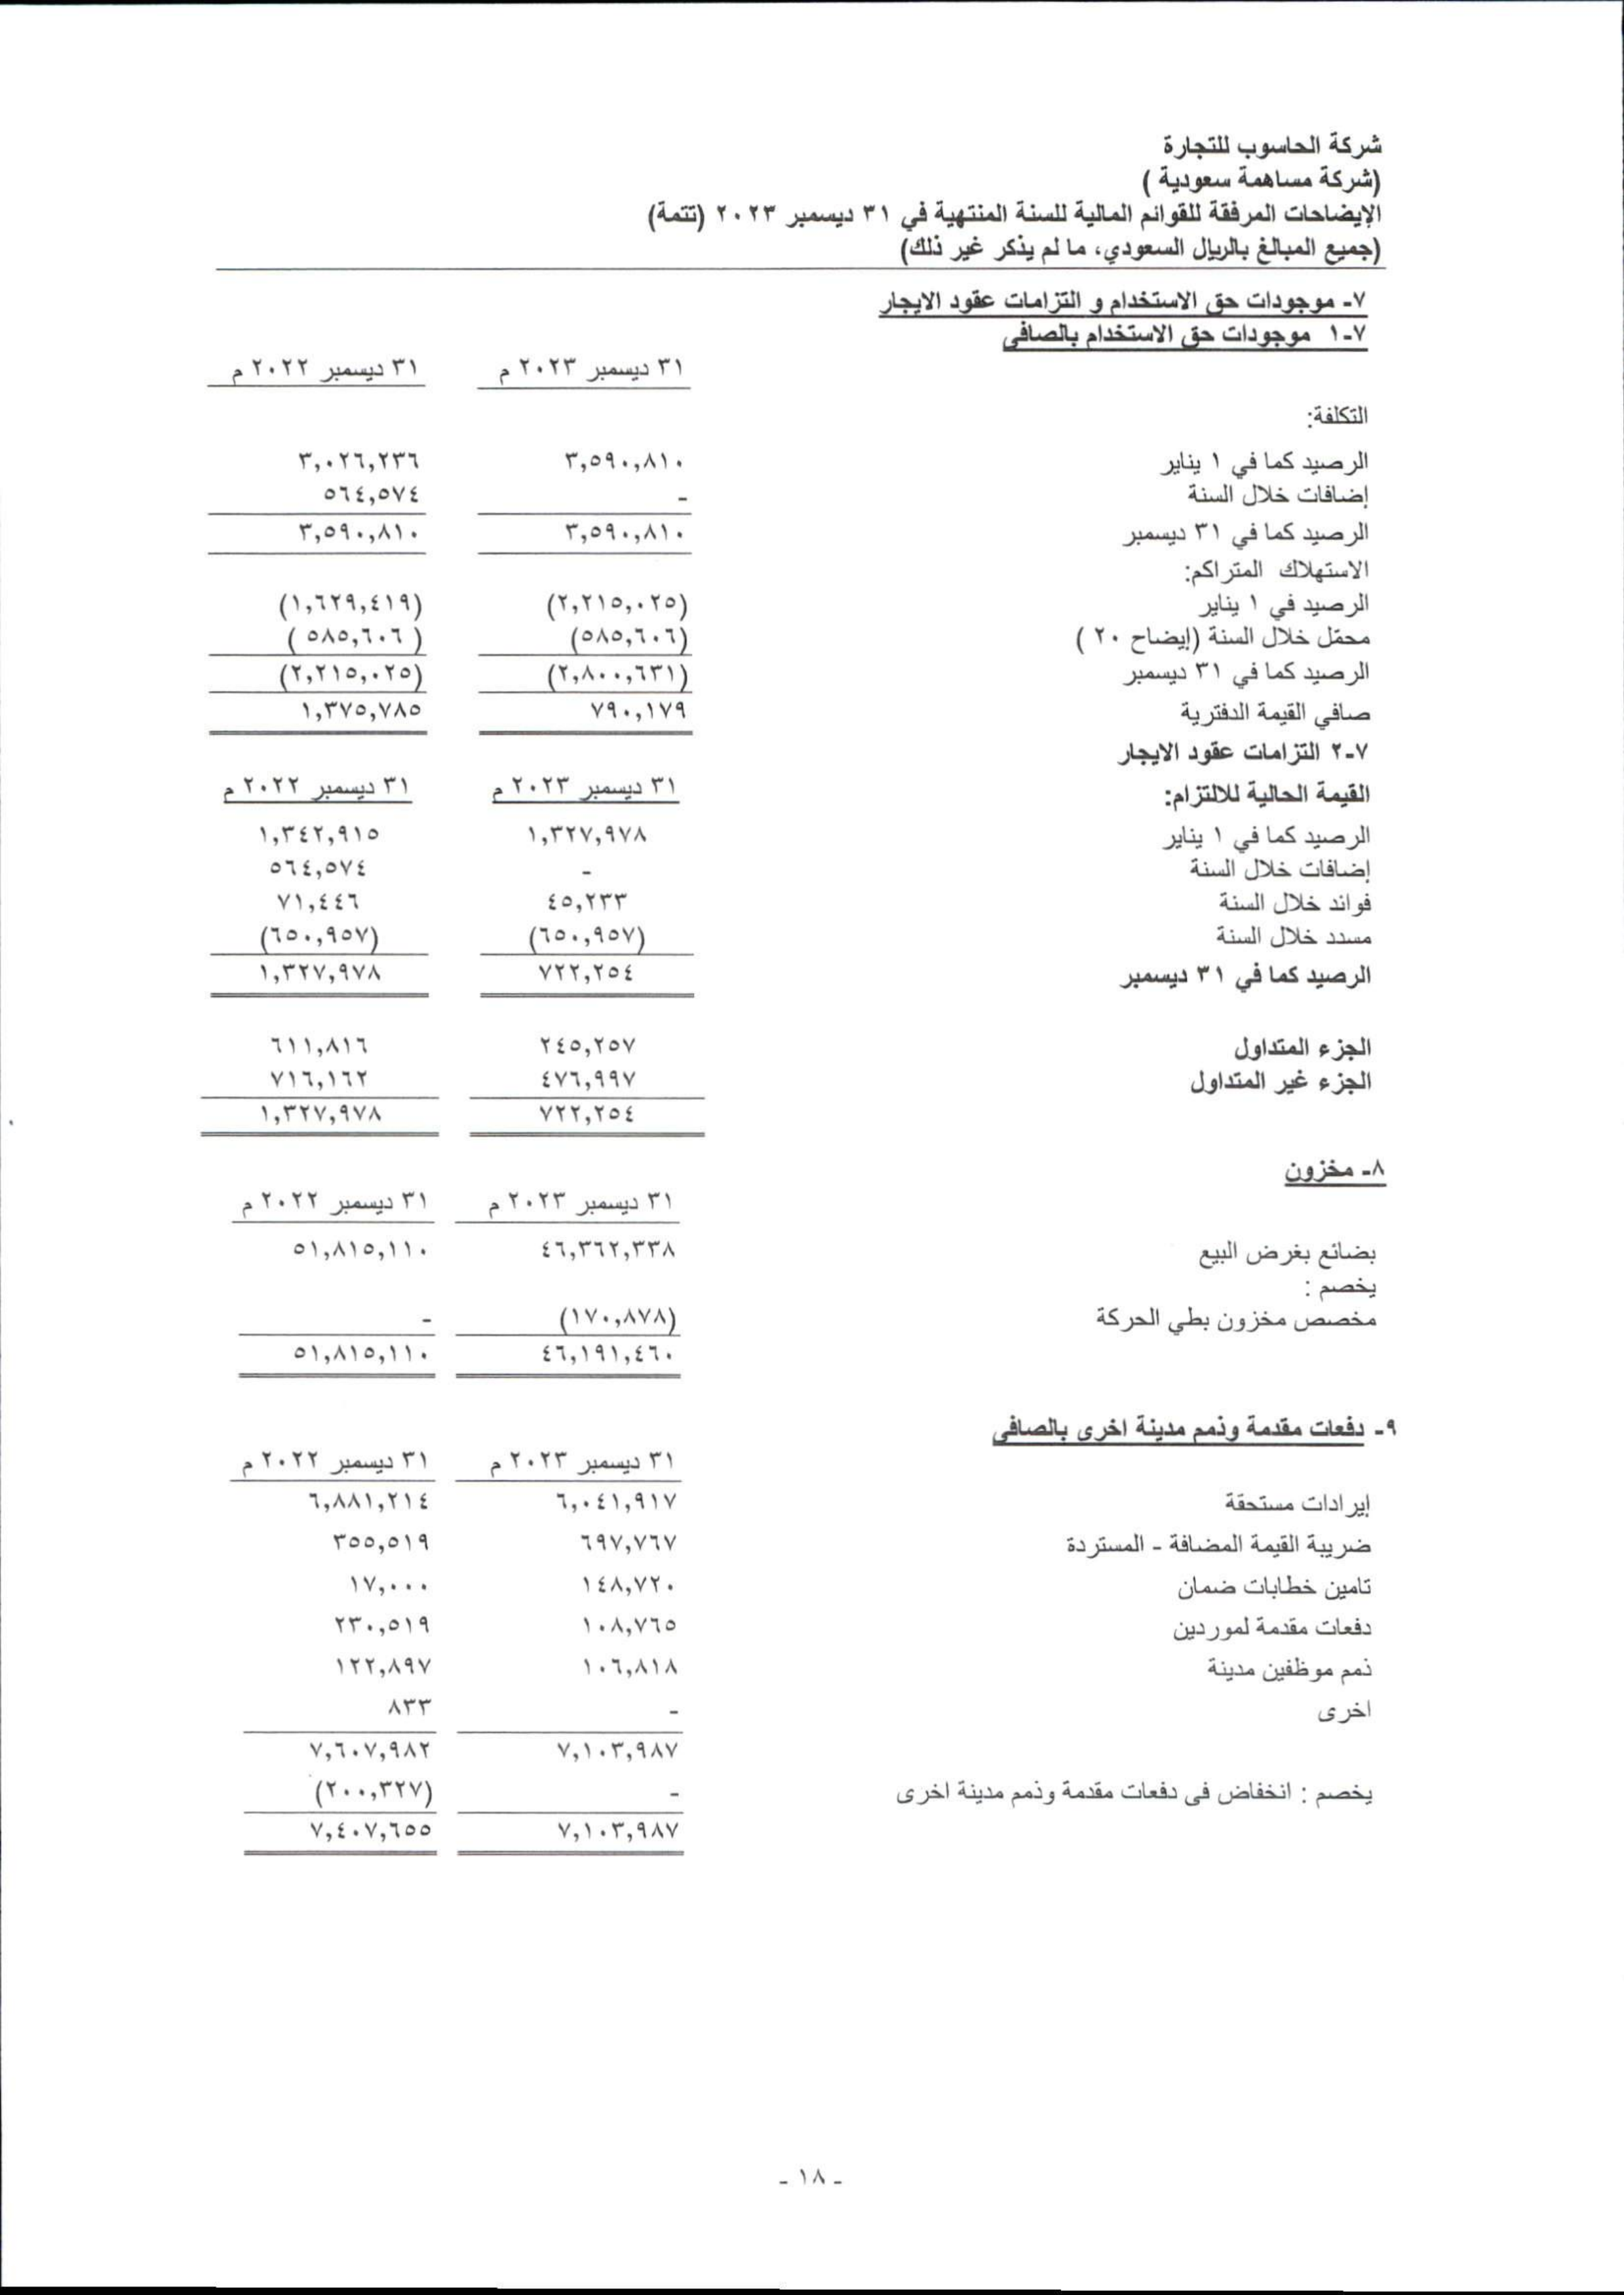 شركة الحاسوب للتجارة
(شركة مساهمة سعودية )
الإيضاحات المرفقة للقوائم المالية للسنة المنتهية في ٣١ ديسمبر ٢٠٢٣ (تتمة)
(جميع المبالغ بالريال السعودي، ما لم يذكر غير ذلك)
٧- موجودات حق الاستخدام و التزامات عقود الايجار
٧-١ موجودات حق الاستخدام بالصافي
٣١ ديسمبر ٢٠٢٣ م ٣١ ديسمبر ٢٠٢٢ م
التكلفة:
الرصيد كما في ١ يناير ٣,٥٩٠,٨١٠ ٣,٠٢٦,٢٣٦
إضافات خلال السنة - ٥٦٤,٥٧٤
الرصيد كما في ٣١ ديسمبر ٣,٥٩٠,٨١٠ ٣,٥٩٠,٨١٠
الاستهلاك المتراكم:
الرصيد في ١ يناير (٢,٢١٥,٠٢٥) (١,٦٢٩,٤١٩)
محمّل خلال السنة (إيضاح ٢٠ ) (٥٨٥,٦٠٦) ( ٥٨٥,٦٠٦ )
الرصيد كما في ٣١ ديسمبر (٢,٨٠٠,٦٣١) (٢,٢١٥,٠٢٥)
صافي القيمة الدفترية ٧٩٠,١٧٩ ١,٣٧٥,٧٨٥
٧-٢ التزامات عقود الايجار
القيمة الحالية للالتزام: ٣١ ديسمبر ٢٠٢٣ م ٣١ ديسمبر ٢٠٢٢ م
الرصيد كما في ١ يناير ١,٣٢٧,٩٧٨ ١,٣٤٢,٩١٥
إضافات خلال السنة - ٥٦٤,٥٧٤
فوائد خلال السنة ٤٥,٢٣٣ ٧١,٤٤٦
مسدد خلال السنة (٦٥٠,٩٥٧) (٦٥٠,٩٥٧)
الرصيد كما في ٣١ ديسمبر ٧٢٢,٢٥٤ ١,٣٢٧,٩٧٨
الجزء المتداول ٢٤٥,٢٥٧ ٦١١,٨١٦
الجزء غير المتداول ٤٧٦,٩٩٧ ٧١٦,١٦٢
٧٢٢,٢٥٤ ١,٣٢٧,٩٧٨
٨- مخزون
٣١ ديسمبر ٢٠٢٣ م ٣١ ديسمبر ٢٠٢٢ م
بضائع بغرض البيع ٤٦,٣٦٢,٣٣٨ ٥١,٨١٥,١١٠
يخصم :
مخصص مخزون بطي الحركة (١٧٠,٨٧٨) -
٤٦,١٩١,٤٦٠ ٥١,٨١٥,١١٠
٩- دفعات مقدمة وذمم مدينة اخرى بالصافي
٣١ ديسمبر ٢٠٢٣ م ٣١ ديسمبر ٢٠٢٢ م
إيرادات مستحقة ٦,٠٤١,٩١٧ ٦,٨٨١,٢١٤
ضريبة القيمة المضافة - المستردة ٦٩٧,٧٦٧ ٣٥٥,٥١٩
تامين خطابات ضمان ١٤٨,٧٢٠ ١٧,٠٠٠
دفعات مقدمة لموردين ١٠٨,٧٦٥ ٢٣٠,٥١٩
ذمم موظفين مدينة ١٠٦,٨١٨ ١٢٢,٨٩٧
اخرى - ٨٣٣
٧,١٠٣,٩٨٧ ٧,٦٠٧,٩٨٢
يخصم : انخفاض فى دفعات مقدمة وذمم مدينة اخرى - (٢٠٠,٣٢٧)
٧,١٠٣,٩٨٧ ٧,٤٠٧,٦٥٥
- ١٨ -